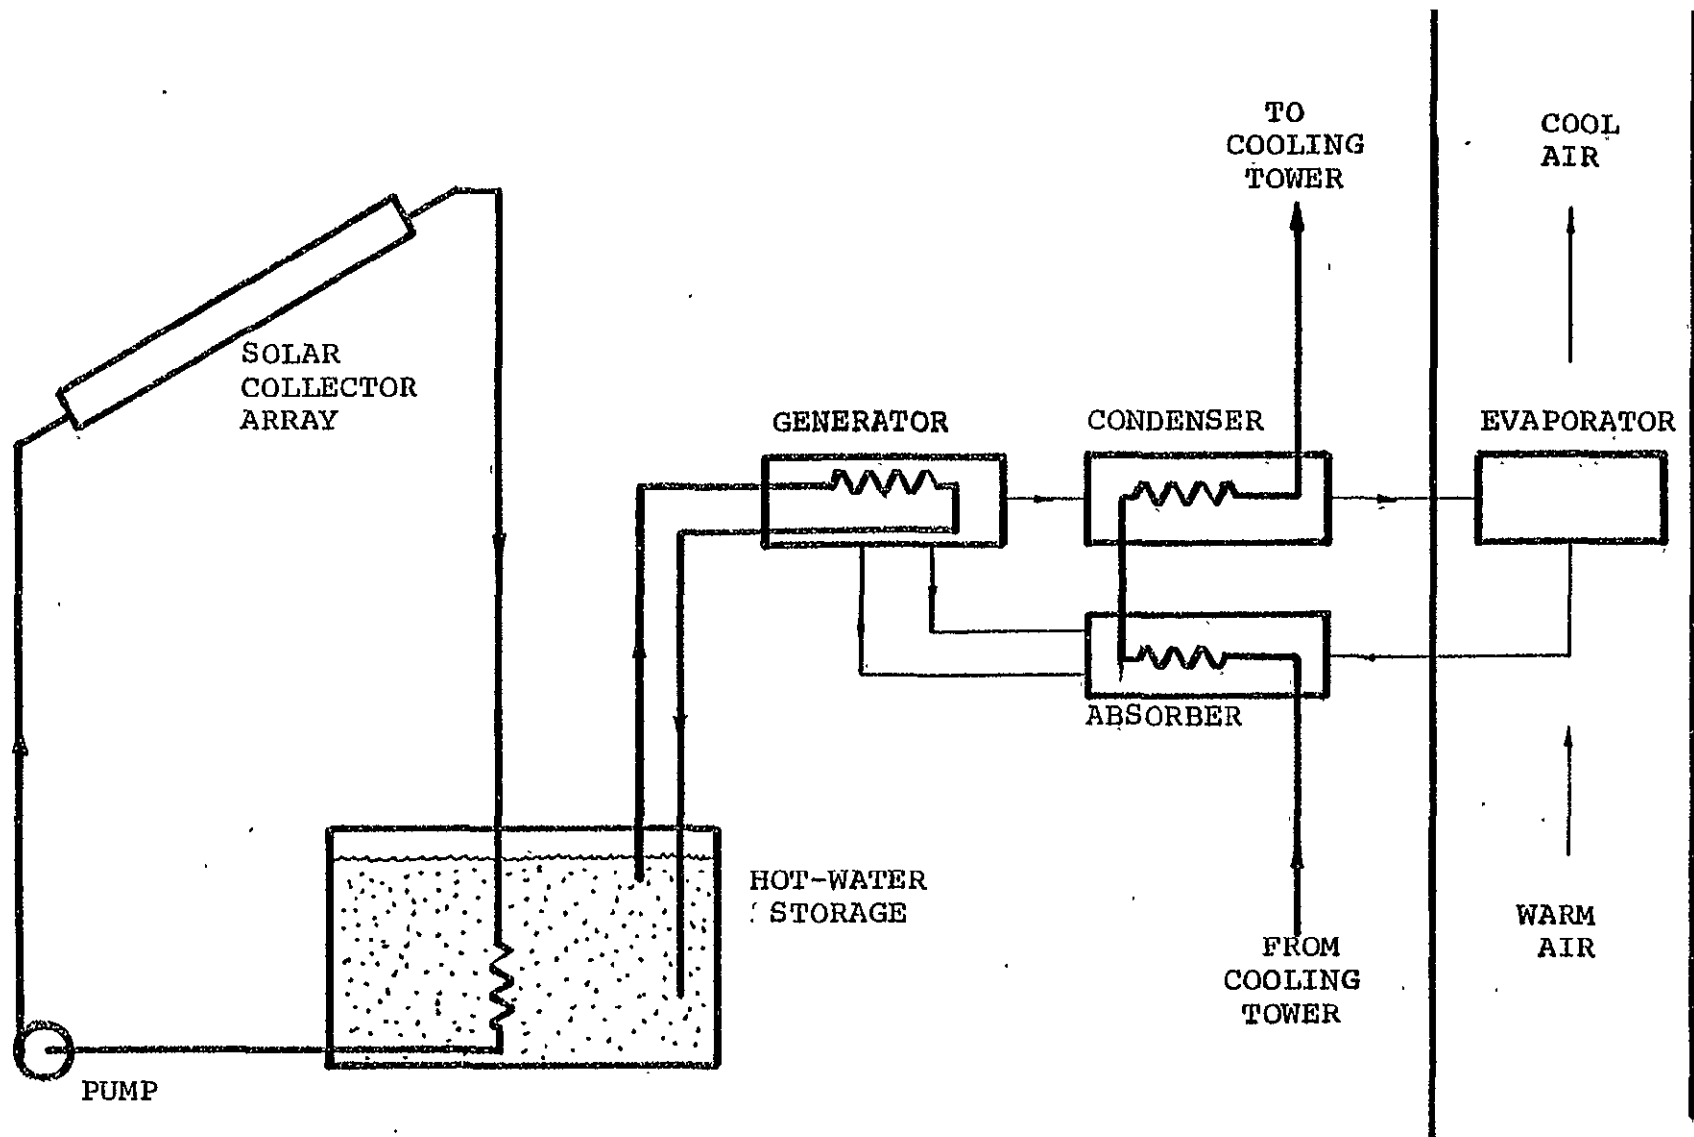 TO
COOLING
TOWER
COOL
AIR
SOLAR
COLLECTOR
ARRAY
GENERATOR
CONDENSER
EVAPORATOR
ABSORBER
HOT-WATER
STORAGE
WARM
AIR
FROM
COOLING
TOWER
PUMP